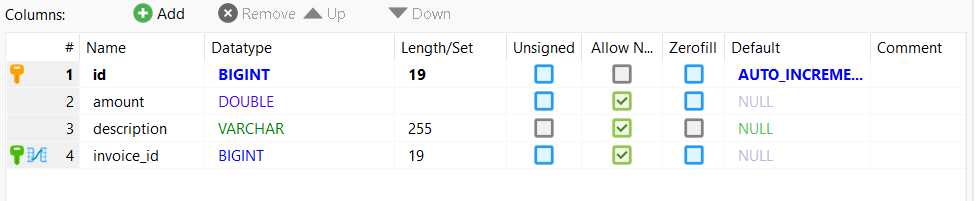 Columns: Add Remove Up Down
# Name Datatype Length/Set Unsigned Allow N... Zerofill Default Comment
1 id BIGINT 19 AUTO_INCREME...
2 amount DOUBLE NULL
3 description VARCHAR 255 NULL
4 invoice_id BIGINT 19 NULL